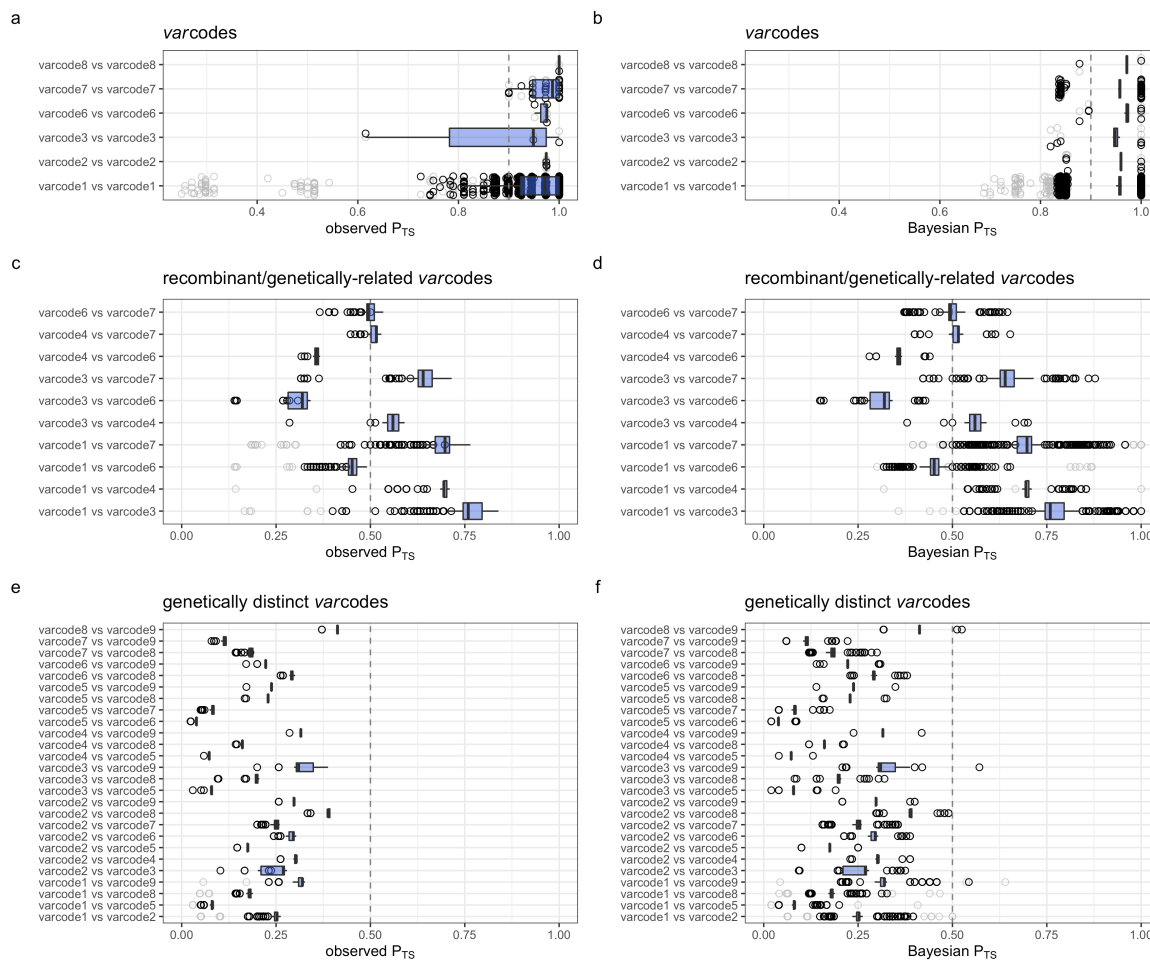 a
varcodes
varcode8 vs varcode8
varcode7 vs varcode7
varcode6 vs varcode6
varcode3 vs varcode3
varcode2 vs varcode2
varcode1 vs varcode1
0.4 0.6 0.8 1.0
observed PTS
b
varcodes
varcode8 vs varcode8
varcode7 vs varcode7
varcode6 vs varcode6
varcode3 vs varcode3
varcode2 vs varcode2
varcode1 vs varcode1
0.4 0.6 0.8 1.0
Bayesian PTS
c
recombinant/genetically-related varcodes
varcode6 vs varcode7
varcode4 vs varcode7
varcode4 vs varcode6
varcode3 vs varcode7
varcode3 vs varcode6
varcode3 vs varcode4
varcode1 vs varcode7
varcode1 vs varcode6
varcode1 vs varcode4
varcode1 vs varcode3
0.00 0.25 0.50 0.75 1.00
observed PTS
d
recombinant/genetically-related varcodes
varcode6 vs varcode7
varcode4 vs varcode7
varcode4 vs varcode6
varcode3 vs varcode7
varcode3 vs varcode6
varcode3 vs varcode4
varcode1 vs varcode7
varcode1 vs varcode6
varcode1 vs varcode4
varcode1 vs varcode3
0.00 0.25 0.50 0.75 1.00
Bayesian PTS
e
genetically distinct varcodes
varcode8 vs varcode9
varcode7 vs varcode9
varcode7 vs varcode8
varcode6 vs varcode9
varcode6 vs varcode8
varcode5 vs varcode9
varcode5 vs varcode8
varcode5 vs varcode7
varcode5 vs varcode6
varcode4 vs varcode9
varcode4 vs varcode8
varcode4 vs varcode5
varcode3 vs varcode9
varcode3 vs varcode8
varcode3 vs varcode5
varcode2 vs varcode9
varcode2 vs varcode8
varcode2 vs varcode7
varcode2 vs varcode6
varcode2 vs varcode5
varcode2 vs varcode4
varcode2 vs varcode3
varcode1 vs varcode9
varcode1 vs varcode8
varcode1 vs varcode5
varcode1 vs varcode2
0.00 0.25 0.50 0.75 1.00
observed PTS
f
genetically distinct varcodes
varcode8 vs varcode9
varcode7 vs varcode9
varcode7 vs varcode8
varcode6 vs varcode9
varcode6 vs varcode8
varcode5 vs varcode9
varcode5 vs varcode8
varcode5 vs varcode7
varcode5 vs varcode6
varcode4 vs varcode9
varcode4 vs varcode8
varcode4 vs varcode5
varcode3 vs varcode9
varcode3 vs varcode8
varcode3 vs varcode5
varcode2 vs varcode9
varcode2 vs varcode8
varcode2 vs varcode7
varcode2 vs varcode6
varcode2 vs varcode5
varcode2 vs varcode4
varcode2 vs varcode3
varcode1 vs varcode9
varcode1 vs varcode8
varcode1 vs varcode5
varcode1 vs varcode2
0.00 0.25 0.50 0.75 1.00
Bayesian PTS